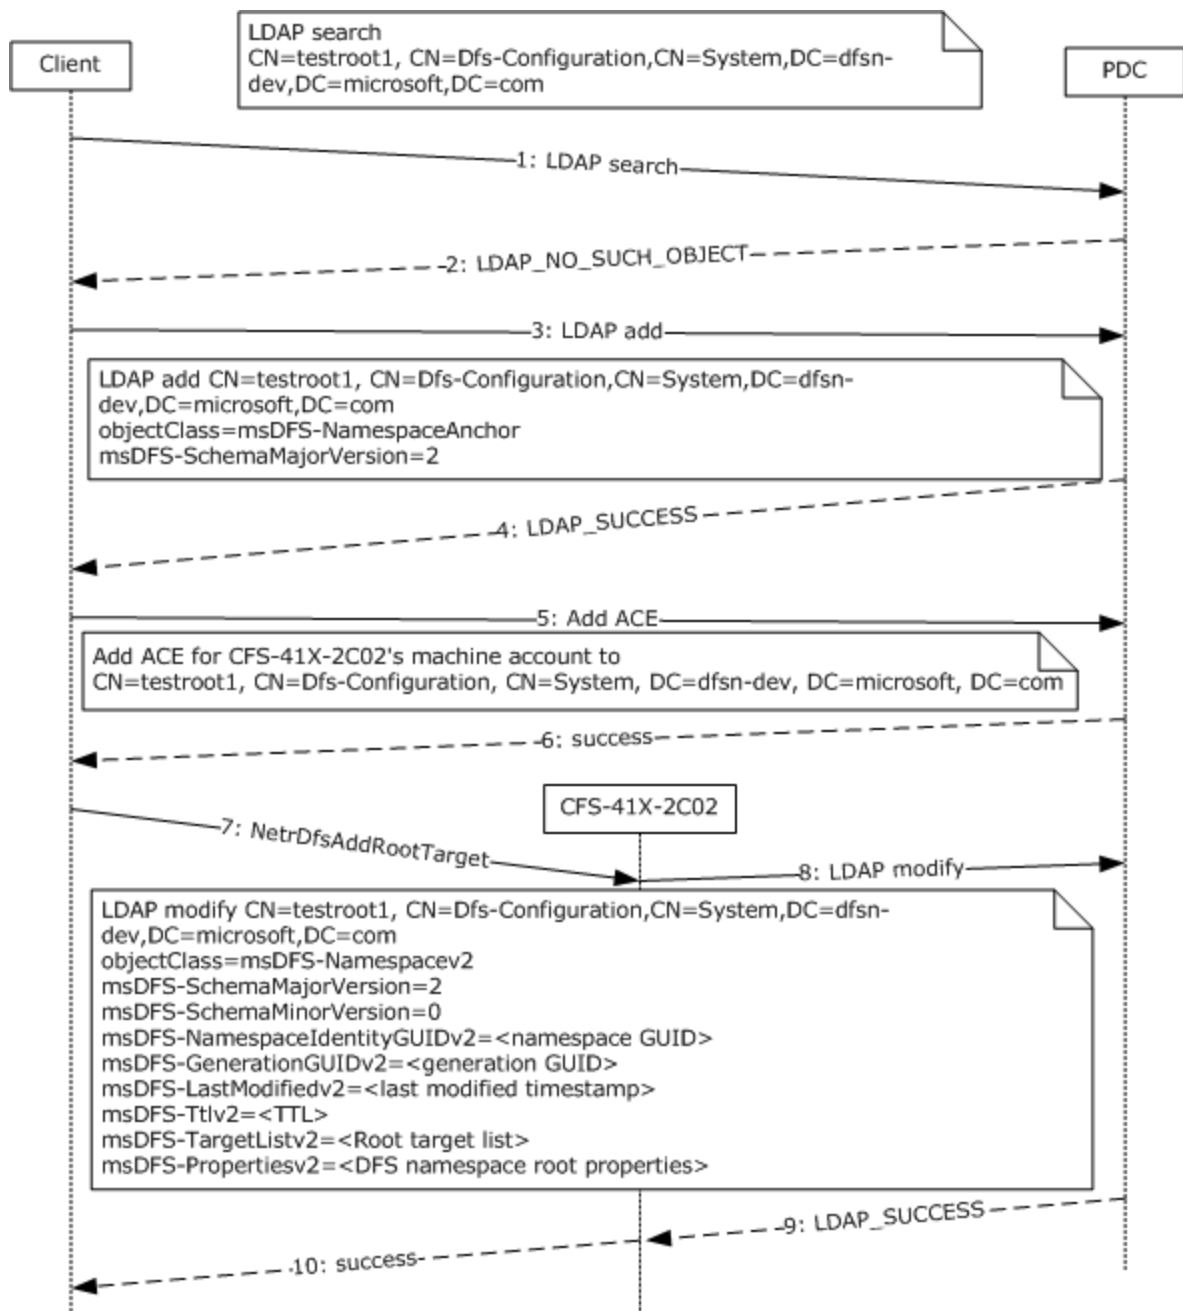 LDAP search
CN=testroot1, CN=Dfs-Configuration,CN=System,DC=dfsn-
dev,DC=microsoft,DC=com
Client
PDC
1: LDAP search
2: LDAP_NO_SUCH_OBJECT
3: LDAP add
LDAP add CN=testroot1, CN=Dfs-Configuration,CN=System,DC=dfsn-
dev,DC=microsoft,DC=com
objectClass=msDFS-NamespaceAnchor
msDFS-SchemaMajorVersion=2
4: LDAP_SUCCESS
5: Add ACE
Add ACE for CFS-41X-2C02's machine account to
CN=testroot1, CN=Dfs-Configuration, CN=System, DC=dfsn-dev, DC=microsoft, DC=com
6: success
CFS-41X-2C02
7: NetrDfsAddRootTarget
8: LDAP modify
LDAP modify CN=testroot1, CN=Dfs-Configuration,CN=System,DC=dfsn-
dev,DC=microsoft,DC=com
objectClass=msDFS-Namespacev2
msDFS-SchemaMajorVersion=2
msDFS-SchemaMinorVersion=0
msDFS-NamespaceIdentityGUIDv2=<namespace GUID>
msDFS-GenerationGUIDv2=<generation GUID>
msDFS-LastModifiedv2=<last modified timestamp>
msDFS-Ttlv2=<TTL>
msDFS-TargetListv2=<Root target list>
msDFS-Propertiesv2=<DFS namespace root properties>
9: LDAP_SUCCESS
10: success